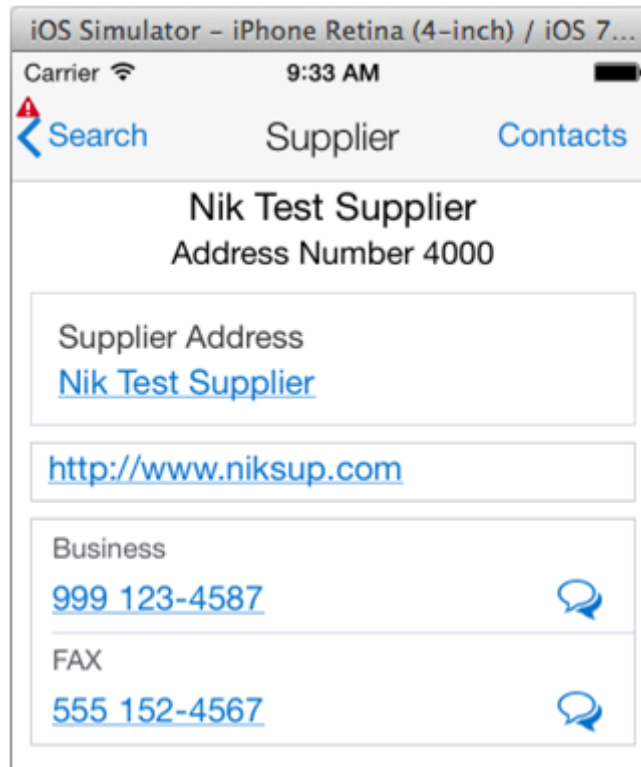 iOS Simulator – iPhone Retina (4-inch) / iOS 7...
Carrier 9:33 AM
Search Supplier Contacts
Nik Test Supplier
Address Number 4000
Supplier Address
Nik Test Supplier
http://www.niksup.com
Business
999 123-4587
FAX
555 152-4567